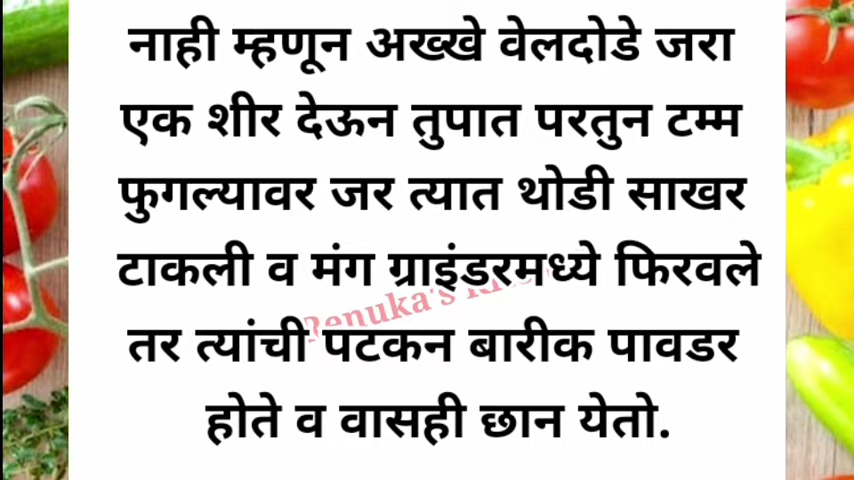 नाही म्हणून अख्खे वेलदोडे जरा
एक शीर देऊन तुपात परतुन टम्म
फुगल्यावर जर त्यात थोडी साखर
टाकली व मंग ग्राइंडरमध्ये फिरवले
Renuka's
तर त्यांची पटकन बारीक पावडर
होते व वासही छान येतो.